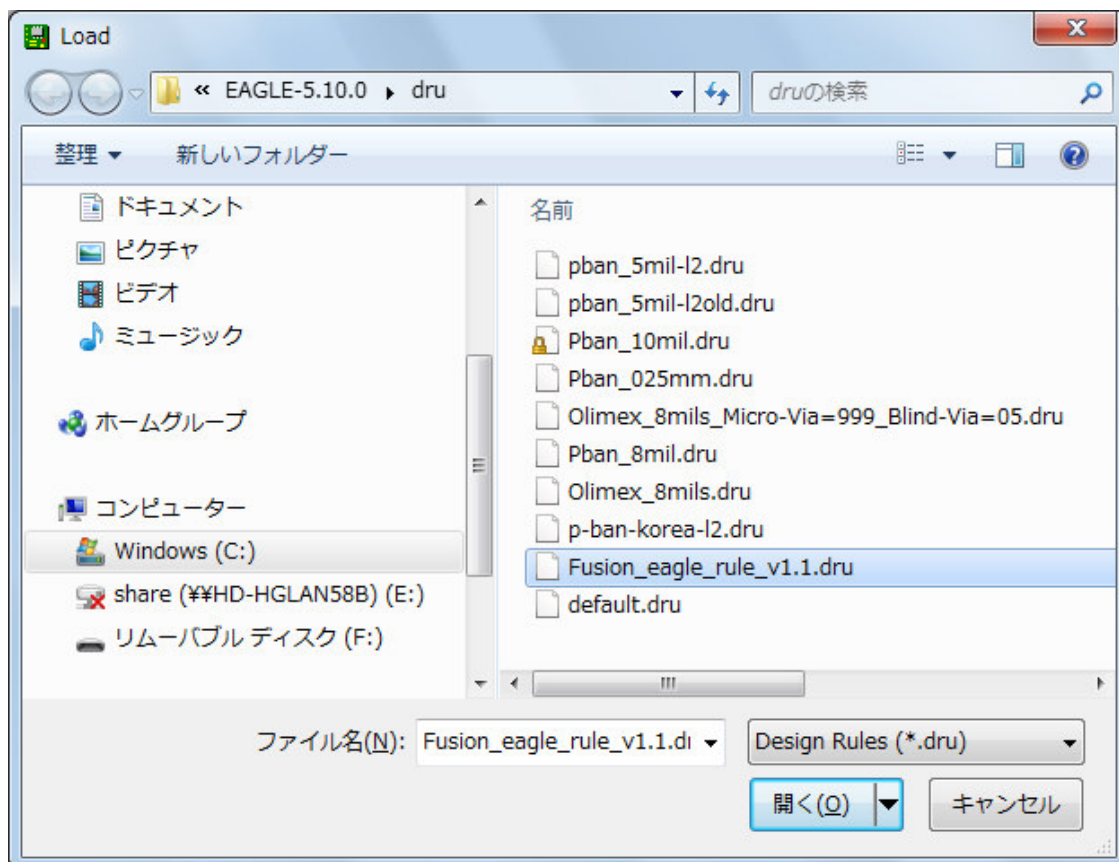 Load
« EAGLE-5.10.0 ▸ dru
druの検索
整理
新しいフォルダー
ドキュメント
ピクチャ
ビデオ
ミュージック
ホームグループ
コンピューター
Windows (C:)
share (¥¥HD-HGLAN58B) (E:)
リムーバブル ディスク (F:)
名前
pban_5mil-l2.dru
pban_5mil-l2old.dru
Pban_10mil.dru
Pban_025mm.dru
Olimex_8mils_Micro-Via=999_Blind-Via=05.dru
Pban_8mil.dru
Olimex_8mils.dru
p-ban-korea-l2.dru
Fusion_eagle_rule_v1.1.dru
default.dru
ファイル名(N): Fusion_eagle_rule_v1.1.di
Design Rules (*.dru)
開く(O)
キャンセル